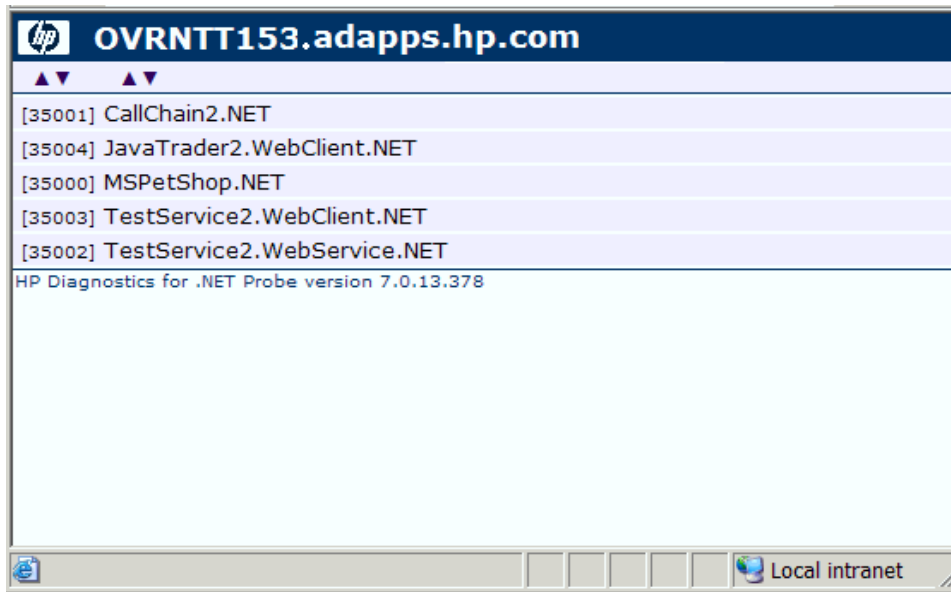 hp OVRNTT153.adapps.hp.com
▲▼ ▲▼
[35001] CallChain2.NET
[35004] JavaTrader2.WebClient.NET
[35000] MSPetShop.NET
[35003] TestService2.WebClient.NET
[35002] TestService2.WebService.NET
HP Diagnostics for .NET Probe version 7.0.13.378
Local intranet